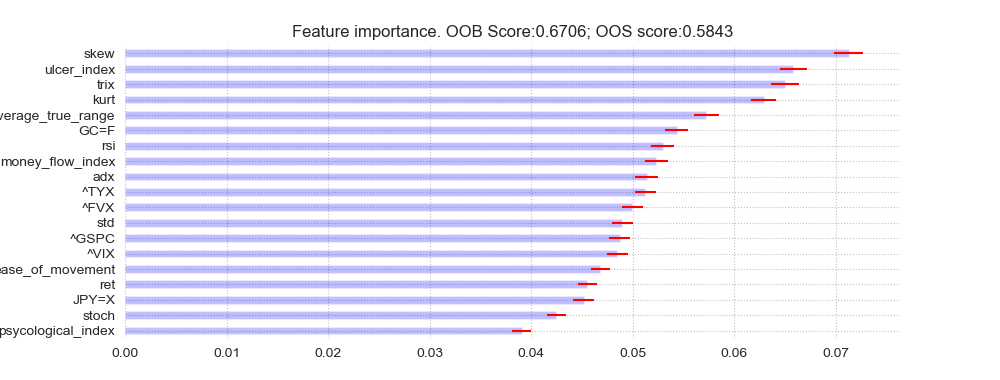 Feature importance. OOB Score:0.6706; OOS score:0.5843
skew
ulcer_index
trix
kurt
verage_true_range
GC=F
rsi
money_flow_index
adx
^TYX
^FVX
std
^GSPC
^VIX
ease_of_movement
ret
JPY=X
stoch
psycological_index
0.00 0.01 0.02 0.03 0.04 0.05 0.06 0.07